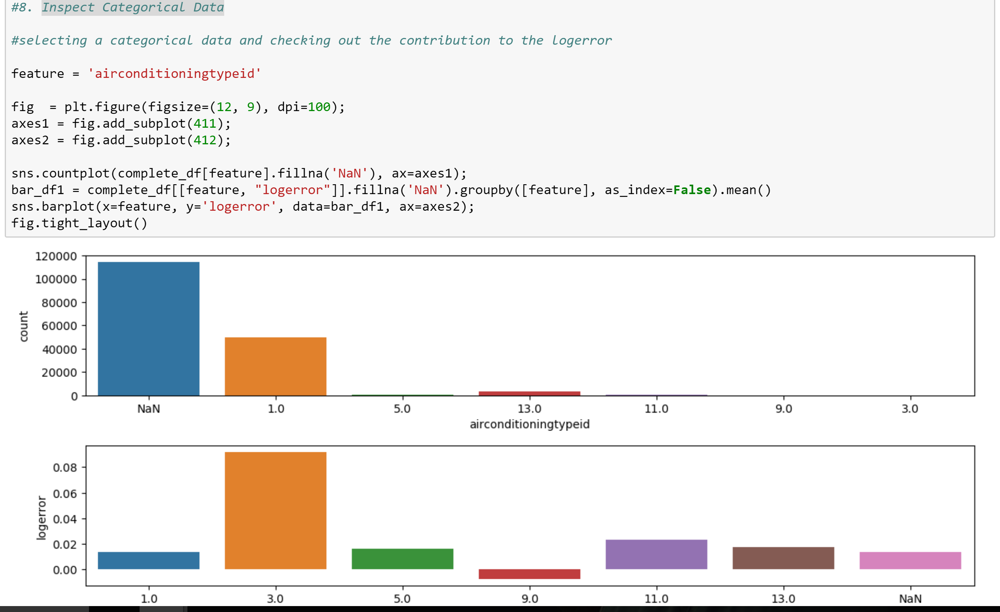 #8. Inspect Categorical Data
#selecting a categorical data and checking out the contribution to the logerror
feature = 'airconditioningtypeid'
fig  = plt.figure(figsize=(12, 9), dpi=100);
axes1 = fig.add_subplot(411);
axes2 = fig.add_subplot(412);
sns.countplot(complete_df[feature].fillna('NaN'), ax=axes1);
bar_df1 = complete_df[[feature, "logerror"]].fillna('NaN').groupby([feature], as_index=False).mean()
sns.barplot(x=feature, y='logerror', data=bar_df1, ax=axes2);
fig.tight_layout()
120000
100000
80000
60000
40000
20000
0
count
NaN 1.0 5.0 13.0 11.0 9.0 3.0
airconditioningtypeid
0.08
0.06
0.04
0.02
0.00
logerror
1.0 3.0 5.0 9.0 11.0 13.0 NaN